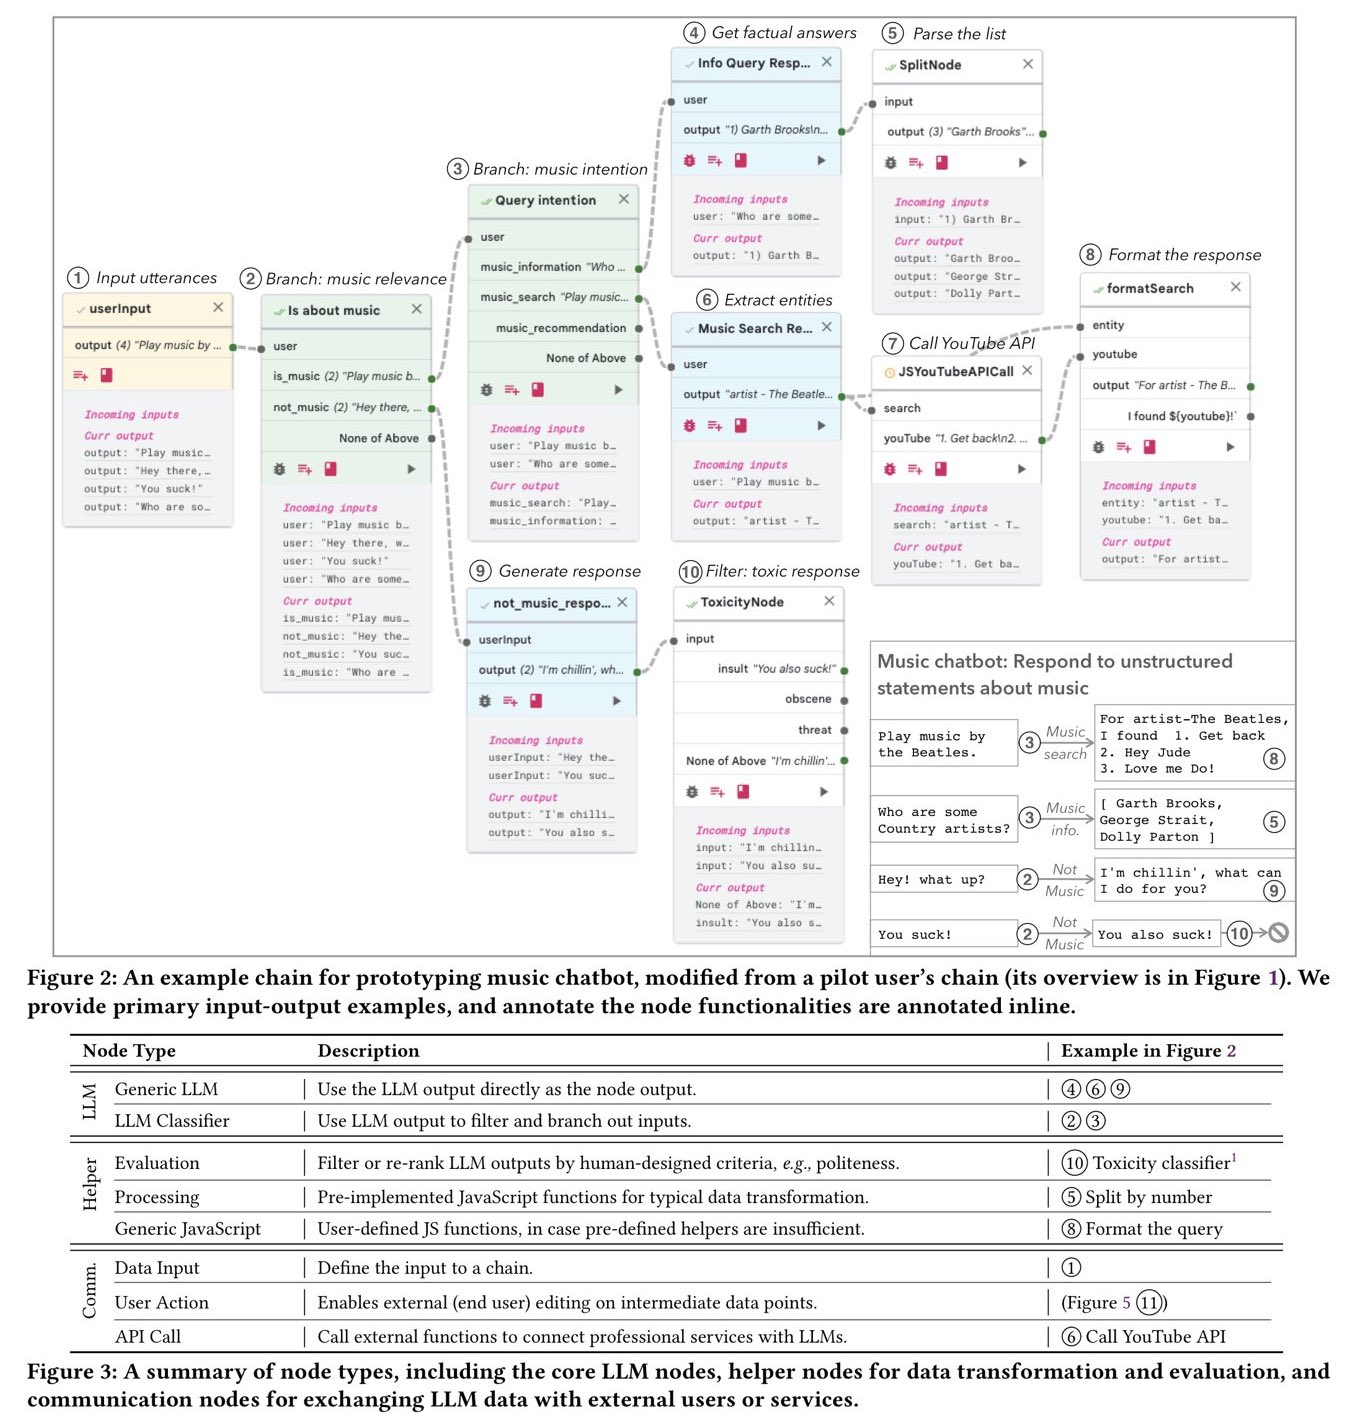 ① Input utterances
userInput
output (4) "Play music by ...
Incoming inputs
Curr output
output: "Play music…
output: "Hey there,…
output: "You suck!"
output: "Who are so…
② Branch: music relevance
Is about music
user
is_music (2) "Play music b...
not_music (2) "Hey there, ...
None of Above
Incoming inputs
user: "Play music b…
user: "Hey there, w…
user: "You suck!"
user: "Who are some…
Curr output
is_music: "Play mus…
not_music: "Hey the…
not_music: "You suc…
is_music: "Who are …
③ Branch: music intention
Query intention
user
music_information "Who ...
music_search "Play music...
music_recommendation
None of Above
Incoming inputs
user: "Play music b…
user: "Who are some…
Curr output
music_search: "Play…
music_information: …
④ Get factual answers
Info Query Resp...
user
output "1) Garth Brooks\n...
Incoming inputs
user: "Who are some…
Curr output
output: "1) Garth B…
⑤ Parse the list
SplitNode
input
output (3) "Garth Brooks"...
Incoming inputs
input: "1) Garth Br…
Curr output
output: "Garth Broo…
output: "George Str…
output: "Dolly Part…
⑥ Extract entities
Music Search Re...
user
output "artist - The Beatle...
Incoming inputs
user: "Play music b…
Curr output
output: "artist - T…
⑦ Call YouTube API
JSYouTubeAPICall
search
youTube "1. Get back\n2. ...
Incoming inputs
search: "artist - T…
Curr output
youTube: "1. Get ba…
⑧ Format the response
formatSearch
entity
youtube
output "For artist - The B...
I found ${youtube}!`
Incoming inputs
entity: "artist - T…
youtube: "1. Get ba…
Curr output
output: "For artist…
⑨ Generate response
not_music_respo...
userInput
output (2) "I'm chillin', wh...
Incoming inputs
userInput: "Hey the…
userInput: "You suc…
Curr output
output: "I'm chilli…
output: "You also s…
⑩ Filter: toxic response
ToxicityNode
input
insult "You also suck!"
obscene
threat
None of Above "I'm chillin'...
Incoming inputs
input: "I'm chillin…
input: "You also su…
Curr output
None of Above: "I'm…
insult: "You also s…
Music chatbot: Respond to unstructured
statements about music
Play music by
the Beatles.
③ Music
search
For artist-The Beatles,
I found 1. Get back
2. Hey Jude
3. Love me Do!
⑧
Who are some
Country artists?
③ Music
info.
[ Garth Brooks,
George Strait,
Dolly Parton ]
⑤
Hey! what up?
② Not
Music
I'm chillin', what can
I do for you?
⑨
You suck!
② Not
Music
You also suck! ⑩
Figure 2: An example chain for prototyping music chatbot, modified from a pilot user's chain (its overview is in Figure 1). We
provide primary input-output examples, and annotate the node functionalities are annotated inline.
Node Type | Description | Example in Figure 2
LLM
Generic LLM | Use the LLM output directly as the node output. | ④ ⑥ ⑨
LLM Classifier | Use LLM output to filter and branch out inputs. | ② ③
Helper
Evaluation | Filter or re-rank LLM outputs by human-designed criteria, e.g., politeness. | ⑩ Toxicity classifier1
Processing | Pre-implemented JavaScript functions for typical data transformation. | ⑤ Split by number
Generic JavaScript | User-defined JS functions, in case pre-defined helpers are insufficient. | ⑧ Format the query
Comm.
Data Input | Define the input to a chain. | ①
User Action | Enables external (end user) editing on intermediate data points. | (Figure 5 ⑪)
API Call | Call external functions to connect professional services with LLMs. | ⑥ Call YouTube API
Figure 3: A summary of node types, including the core LLM nodes, helper nodes for data transformation and evaluation, and
communication nodes for exchanging LLM data with external users or services.